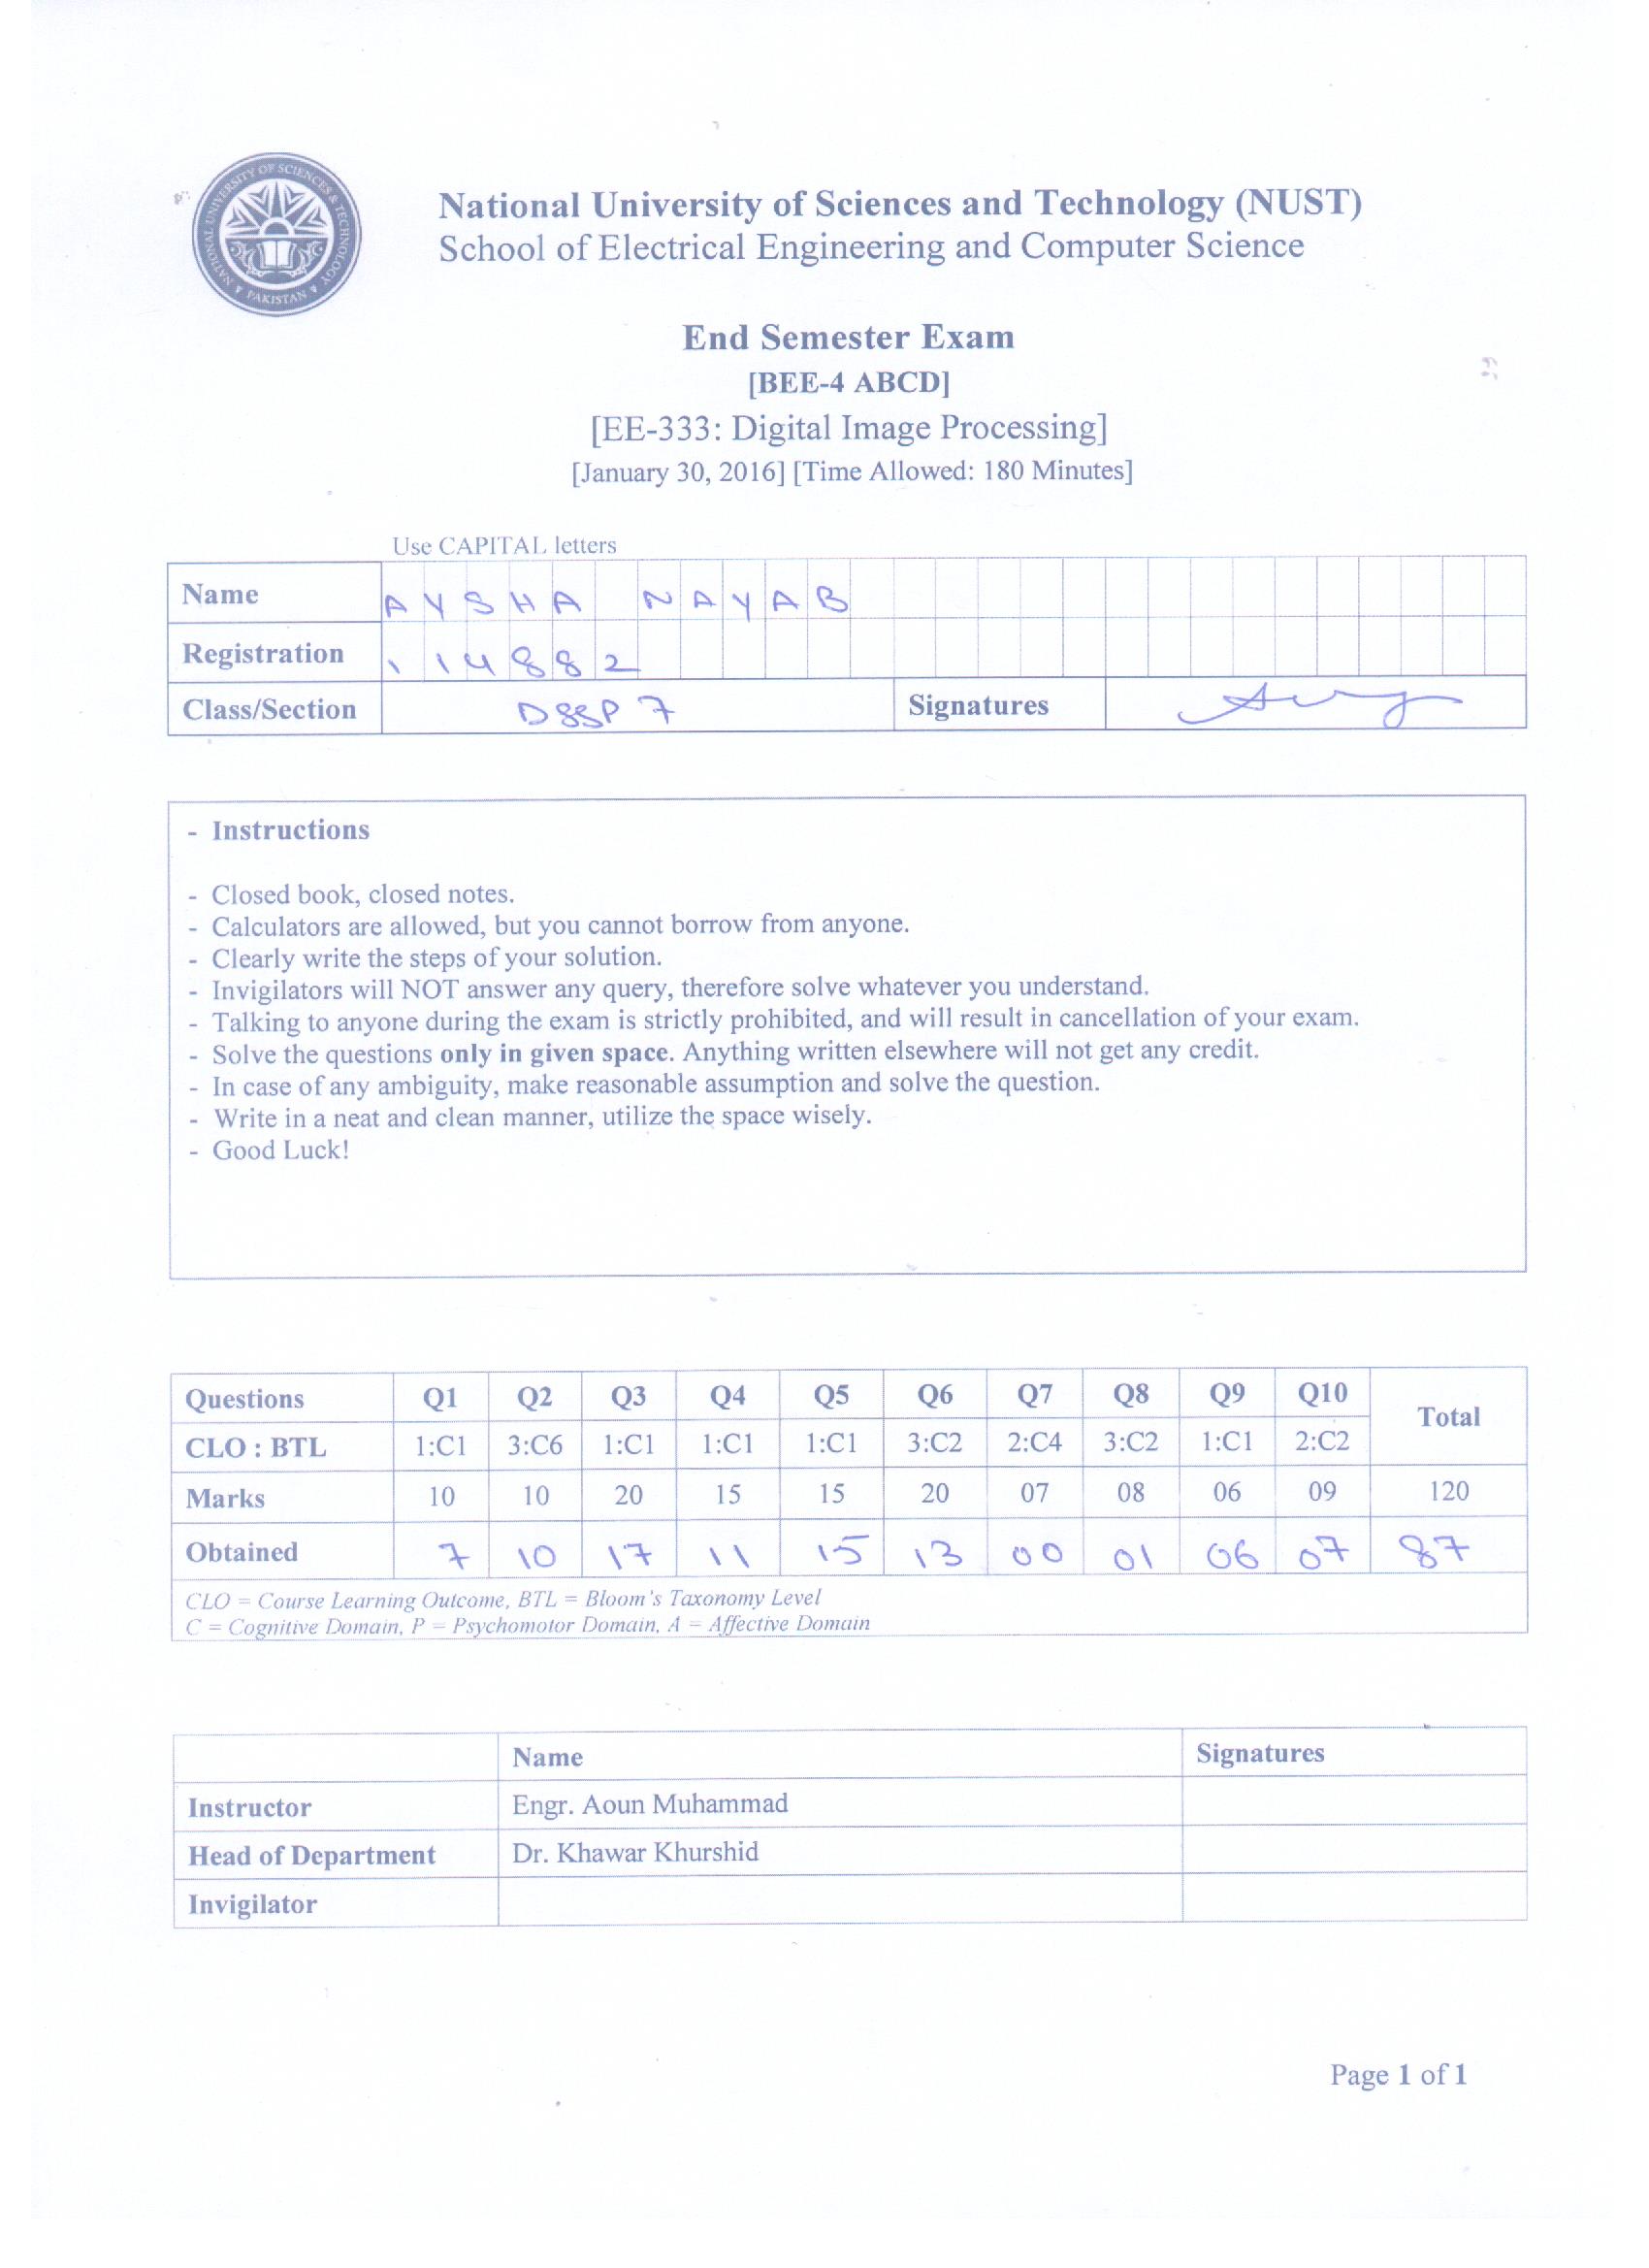 NATIONAL UNIVERSITY OF SCIENCES & TECHNOLOGY
PAKISTAN
National University of Sciences and Technology (NUST)
School of Electrical Engineering and Computer Science
End Semester Exam
[BEE-4 ABCD]
[EE-333: Digital Image Processing]
[January 30, 2016] [Time Allowed: 180 Minutes]
Use CAPITAL letters
Name AYSHA NAYAB
Registration 114882
Class/Section DSSP 7 Signatures
- Instructions
- Closed book, closed notes.
- Calculators are allowed, but you cannot borrow from anyone.
- Clearly write the steps of your solution.
- Invigilators will NOT answer any query, therefore solve whatever you understand.
- Talking to anyone during the exam is strictly prohibited, and will result in cancellation of your exam.
- Solve the questions only in given space. Anything written elsewhere will not get any credit.
- In case of any ambiguity, make reasonable assumption and solve the question.
- Write in a neat and clean manner, utilize the space wisely.
- Good Luck!
Questions Q1 Q2 Q3 Q4 Q5 Q6 Q7 Q8 Q9 Q10 Total
CLO : BTL 1:C1 3:C6 1:C1 1:C1 1:C1 3:C2 2:C4 3:C2 1:C1 2:C2
Marks 10 10 20 15 15 20 07 08 06 09 120
Obtained 7 10 17 11 15 13 00 01 06 07 87
CLO = Course Learning Outcome, BTL = Bloom's Taxonomy Level
C = Cognitive Domain, P = Psychomotor Domain, A = Affective Domain
Name Signatures
Instructor Engr. Aoun Muhammad
Head of Department Dr. Khawar Khurshid
Invigilator
Page 1 of 1